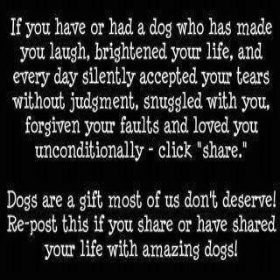 If you have or had a dog who has made
you laugh, brightened your life, and
every day silently accepted your tears
without judgment, snuggled with you,
forgiven your faults and loved you
unconditionally - click "share."
Dogs are a gift most of us don't deserve!
Re-post this if you share or have shared
your life with amazing dogs!